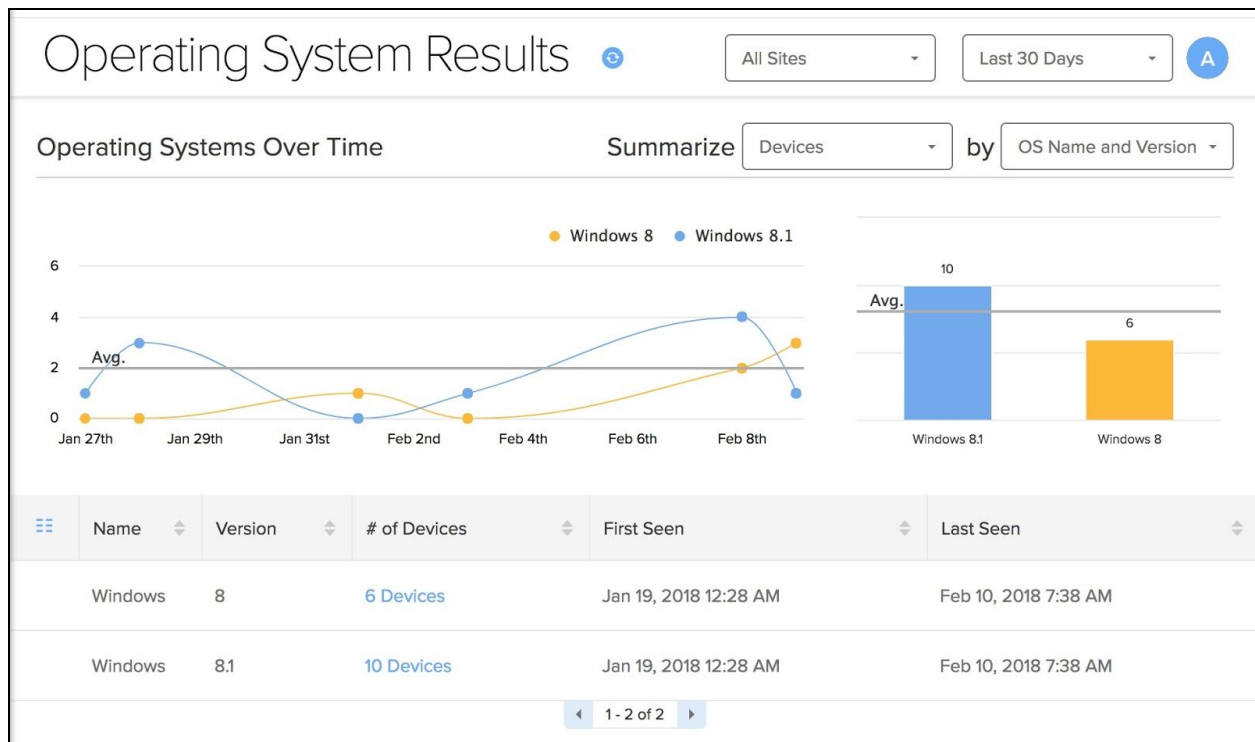 Operating System Results
All Sites
Last 30 Days
A
Operating Systems Over Time
Summarize Devices by OS Name and Version
Windows 8 Windows 8.1
6
4
2
0
Avg.
Jan 27th Jan 29th Jan 31st Feb 2nd Feb 4th Feb 6th Feb 8th
10
Avg.
6
Windows 8.1 Windows 8
Name Version # of Devices First Seen Last Seen
Windows 8 6 Devices Jan 19, 2018 12:28 AM Feb 10, 2018 7:38 AM
Windows 8.1 10 Devices Jan 19, 2018 12:28 AM Feb 10, 2018 7:38 AM
1 - 2 of 2